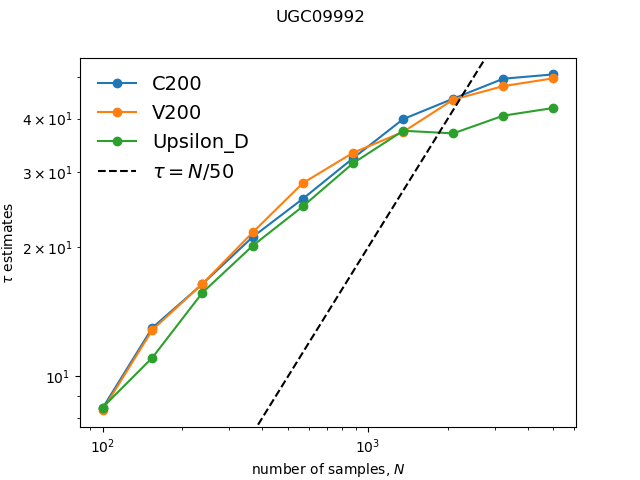 UGC09992
C200
V200
Upsilon_D
τ = N/50
4 × 10¹
3 × 10¹
2 × 10¹
10¹
τ estimates
10² 10³
number of samples, N